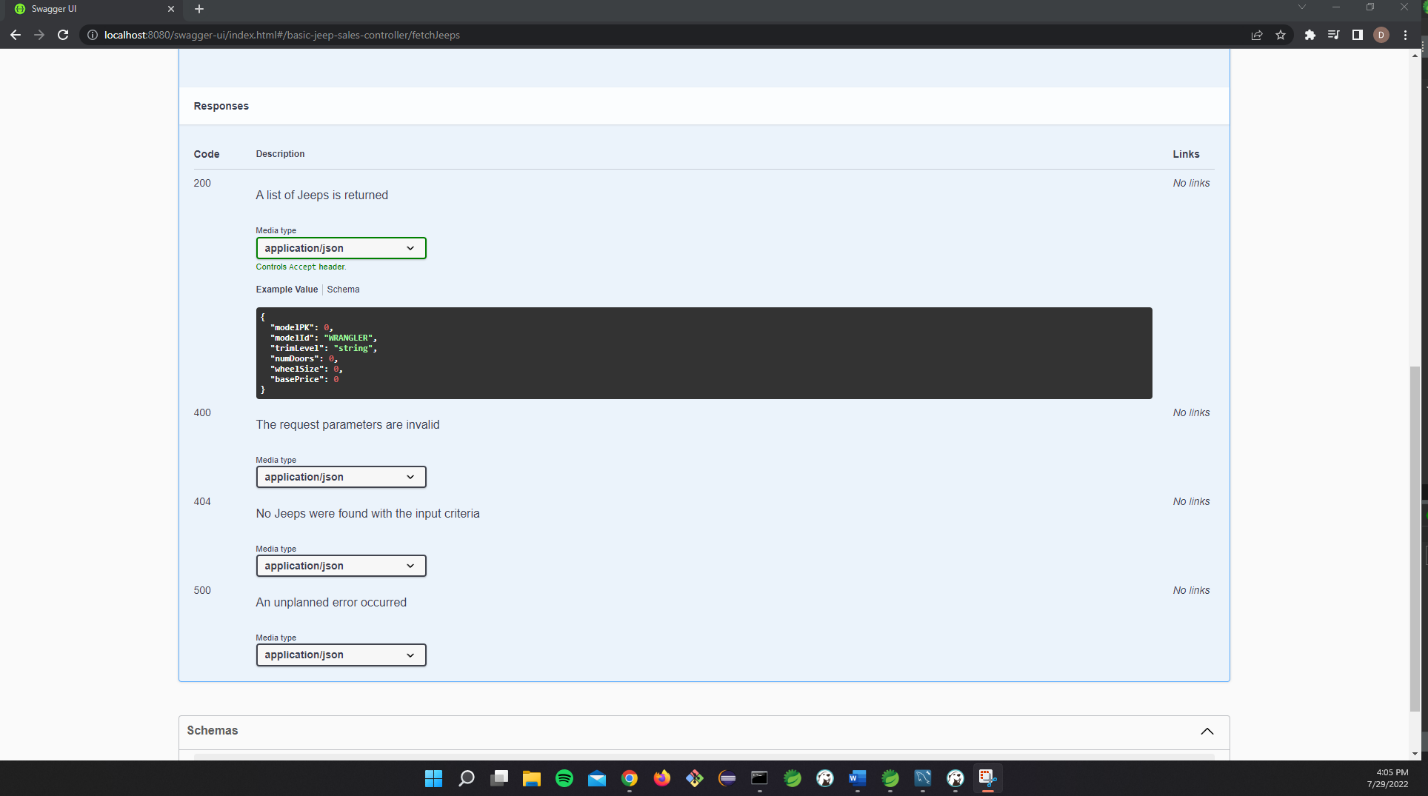 Swagger UI
localhost:8080/swagger-ui/index.html#/basic-jeep-sales-controller/fetchJeeps
D
Responses
Code Description Links
200 No links
A list of Jeeps is returned
Media type
application/json
Controls Accept header.
Example Value Schema
{
"modelPK": 0,
"modelId": "WRANGLER",
"trimLevel": "string",
"numDoors": 0,
"wheelSize": 0,
"basePrice": 0
}
400 No links
The request parameters are invalid
Media type
application/json
404 No links
No Jeeps were found with the input criteria
Media type
application/json
500 No links
An unplanned error occurred
Media type
application/json
Schemas
4:05 PM
7/29/2022